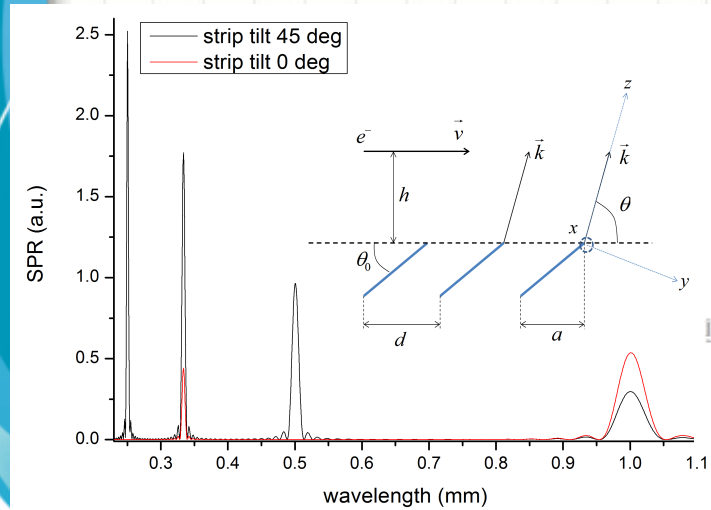 strip tilt 45 deg
strip tilt 0 deg
SPR (a.u.)
2.5
2.0
1.5
1.0
0.5
0.0
e⁻
v⃗
k⃗
z
k⃗
h
θ
x
θ₀
y
d
a
0.3 0.4 0.5 0.6 0.7 0.8 0.9 1.0 1.1
wavelength (mm)